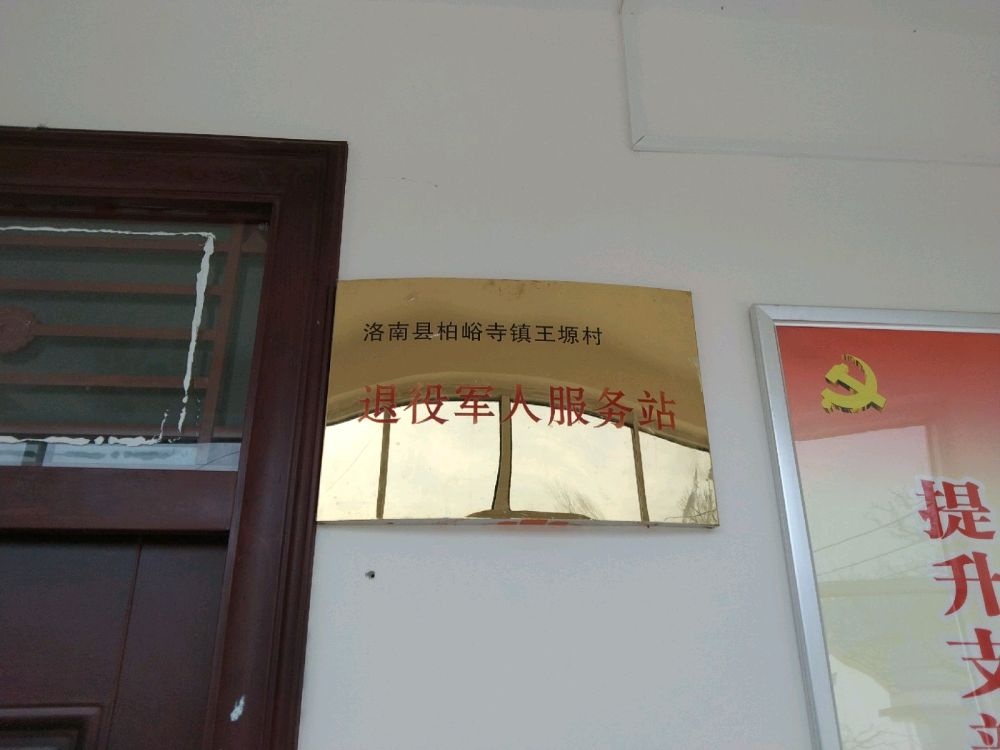 洛南县柏峪寺镇王塬村
退役军人服务站
提升支部